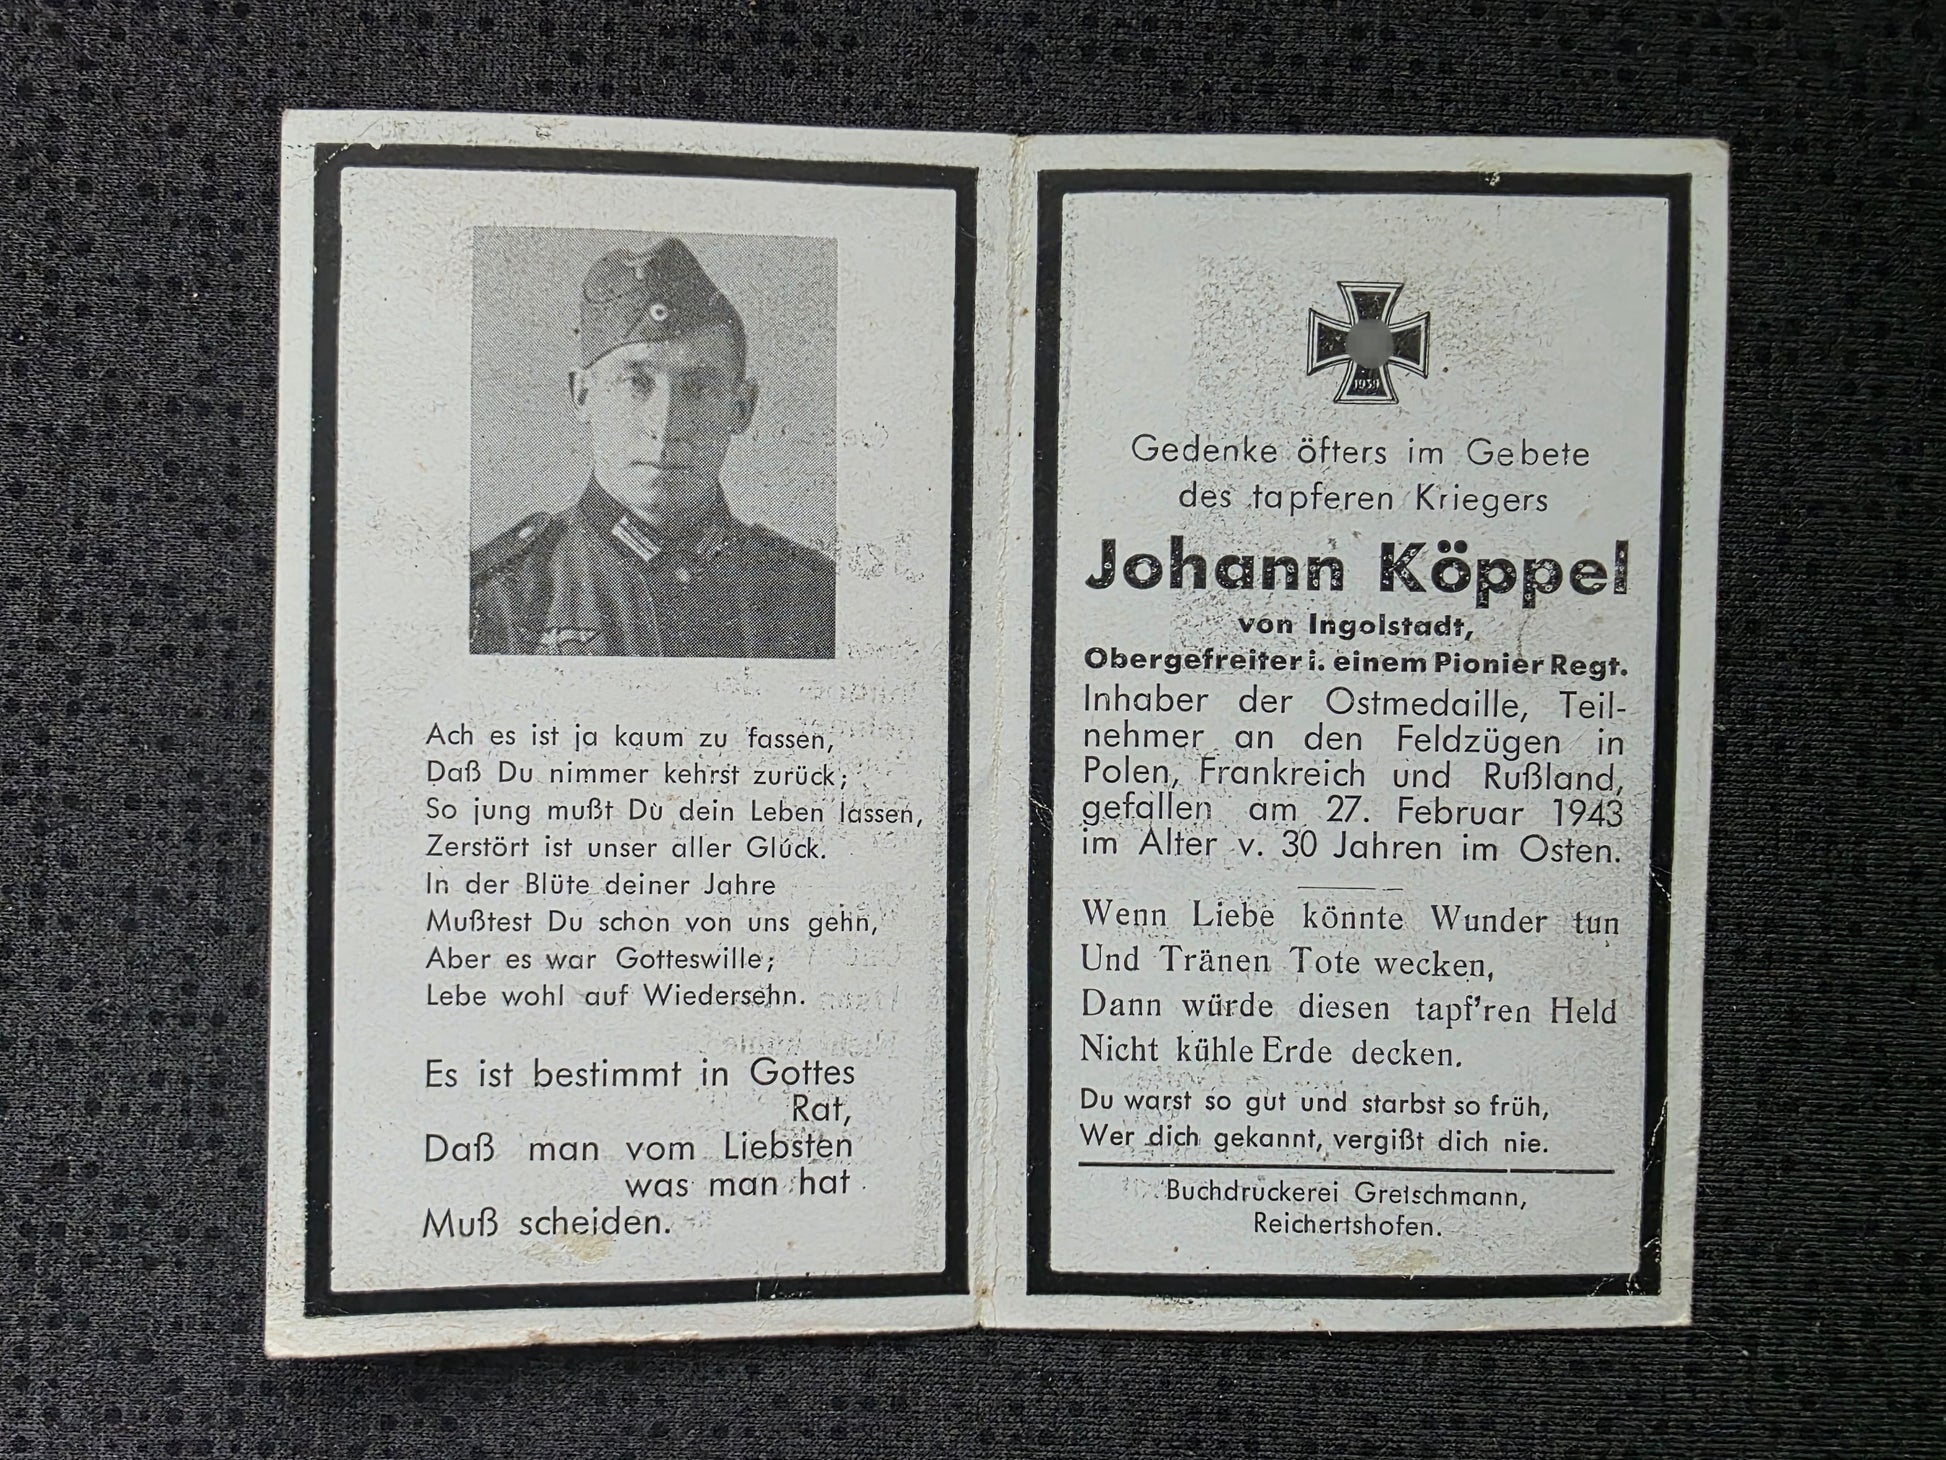 Ach es ist ja kaum zu fassen,
Daß Du nimmer kehrst zurück;
So jung mußt Du dein Leben lassen,
Zerstört ist unser aller Glück.
In der Blüte deiner Jahre
Mußtest Du schon von uns gehn,
Aber es war Gotteswille;
Lebe wohl auf Wiedersehn.
Es ist bestimmt in Gottes
Rat,
Daß man vom Liebsten
was man hat
Muß scheiden.
1939
Gedenke öfters im Gebete
des tapferen Kriegers
Johann Köppel
von Ingolstadt,
Obergefreiter i. einem Pionier Regt.
Inhaber der Ostmedaille, Teil-
nehmer an den Feldzügen in
Polen, Frankreich und Rußland,
gefallen am 27. Februar 1943
im Alter v. 30 Jahren im Osten.
Wenn Liebe könnte Wunder tun
Und Tränen Tote wecken,
Dann würde diesen tapf'ren Held
Nicht kühle Erde decken.
Du warst so gut und starbst so früh,
Wer dich gekannt, vergißt dich nie.
Buchdruckerei Gretschmann,
Reichertshofen.